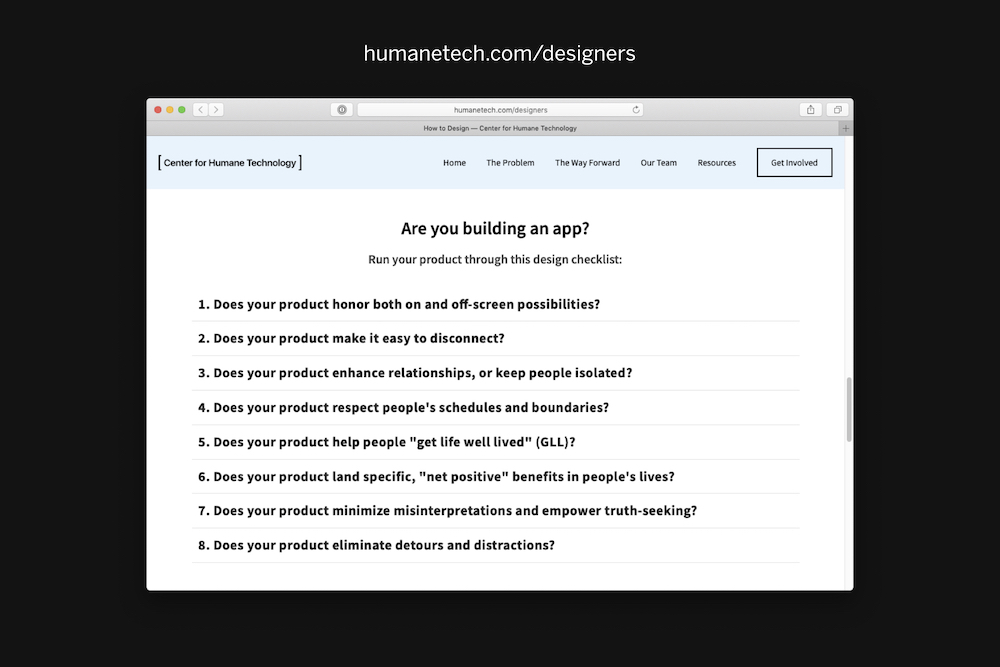 humanetech.com/designers
humanetech.com/designers
How to Design — Center for Humane Technology
[ Center for Humane Technology ]
Home The Problem The Way Forward Our Team Resources Get Involved
Are you building an app?
Run your product through this design checklist:
1. Does your product honor both on and off-screen possibilities?
2. Does your product make it easy to disconnect?
3. Does your product enhance relationships, or keep people isolated?
4. Does your product respect people's schedules and boundaries?
5. Does your product help people "get life well lived" (GLL)?
6. Does your product land specific, "net positive" benefits in people's lives?
7. Does your product minimize misinterpretations and empower truth-seeking?
8. Does your product eliminate detours and distractions?